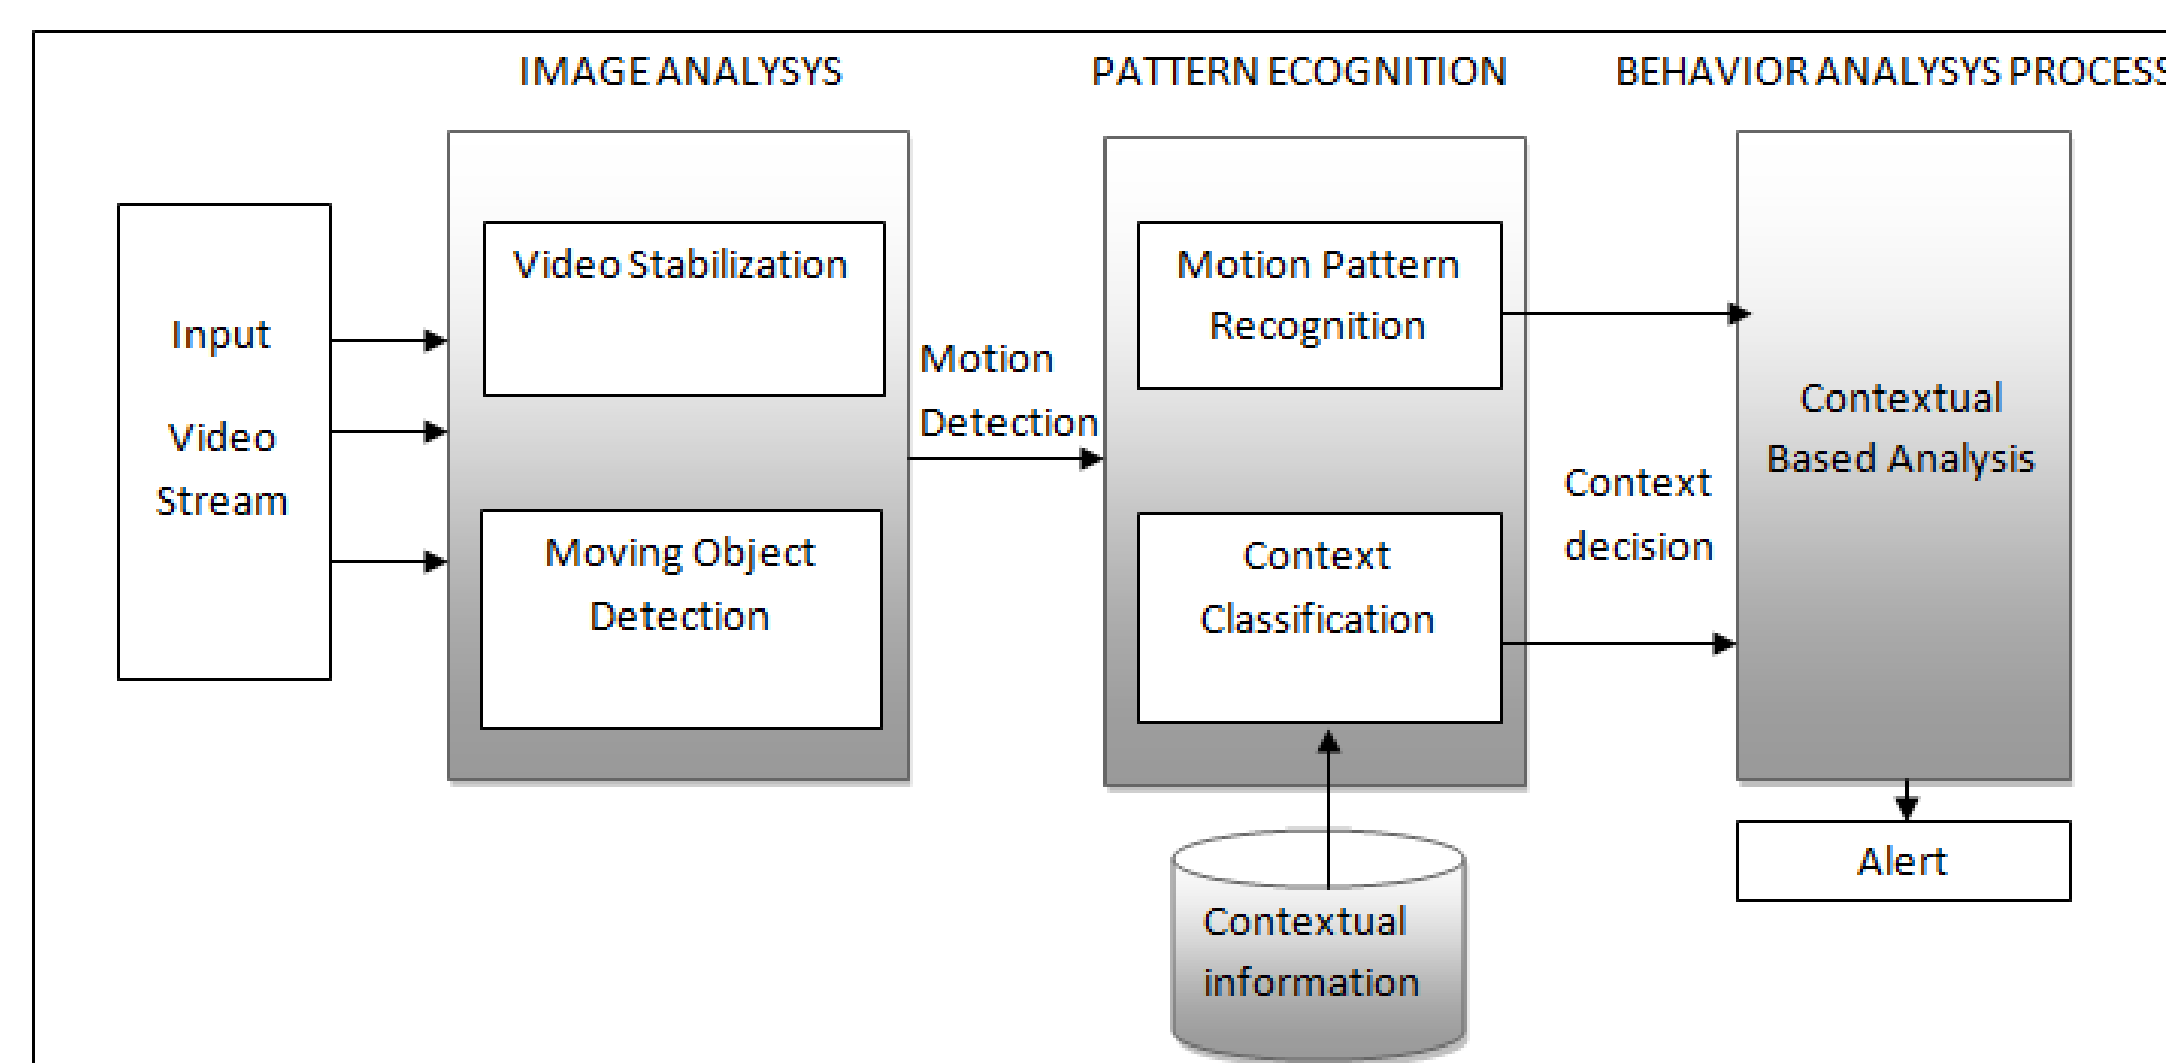 IMAGE ANALYSYS
PATTERN ECOGNITION
BEHAVIOR ANALYSYS PROCESS
Input
Video
Stream
Video Stabilization
Moving Object
Detection
Motion
Detection
Motion Pattern
Recognition
Context
Classification
Context
decision
Contextual
Based Analysis
Alert
Contextual
information